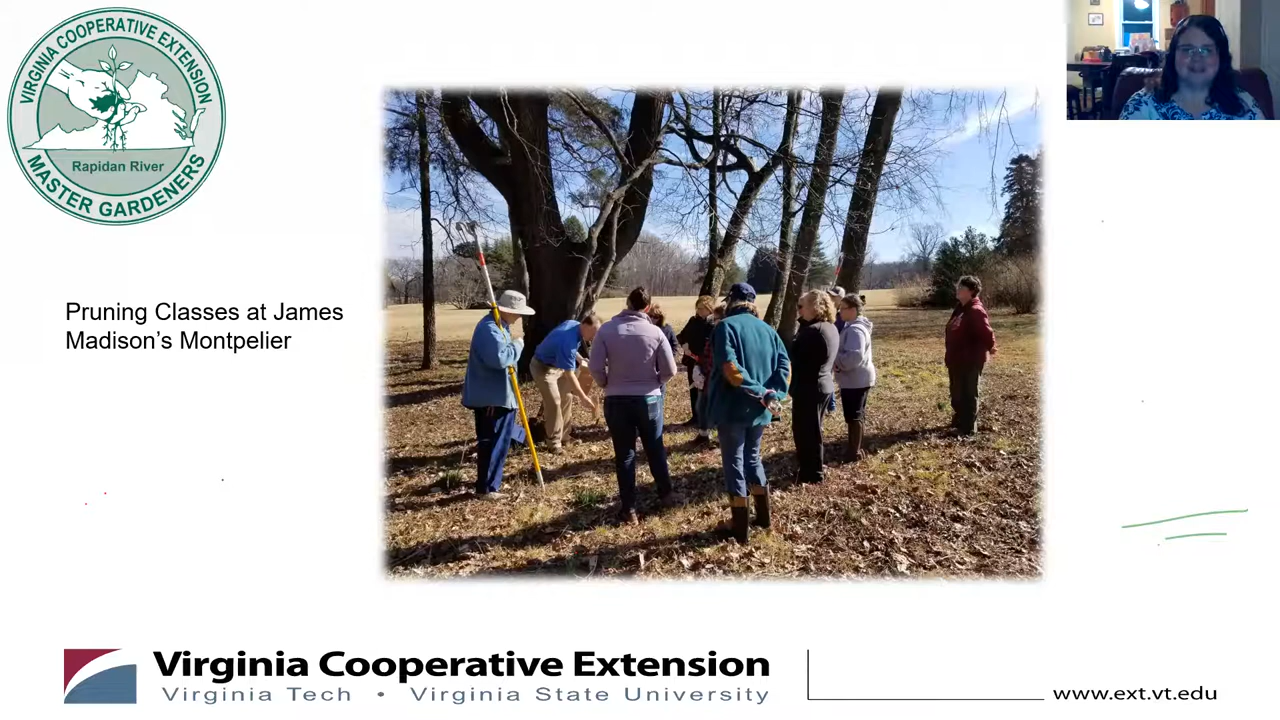 VIRGINIA COOPERATIVE EXTENSION
Rapidan River
MASTER GARDENERS
Pruning Classes at James
Madison's Montpelier
Virginia Cooperative Extension
Virginia Tech • Virginia State University
www.ext.vt.edu